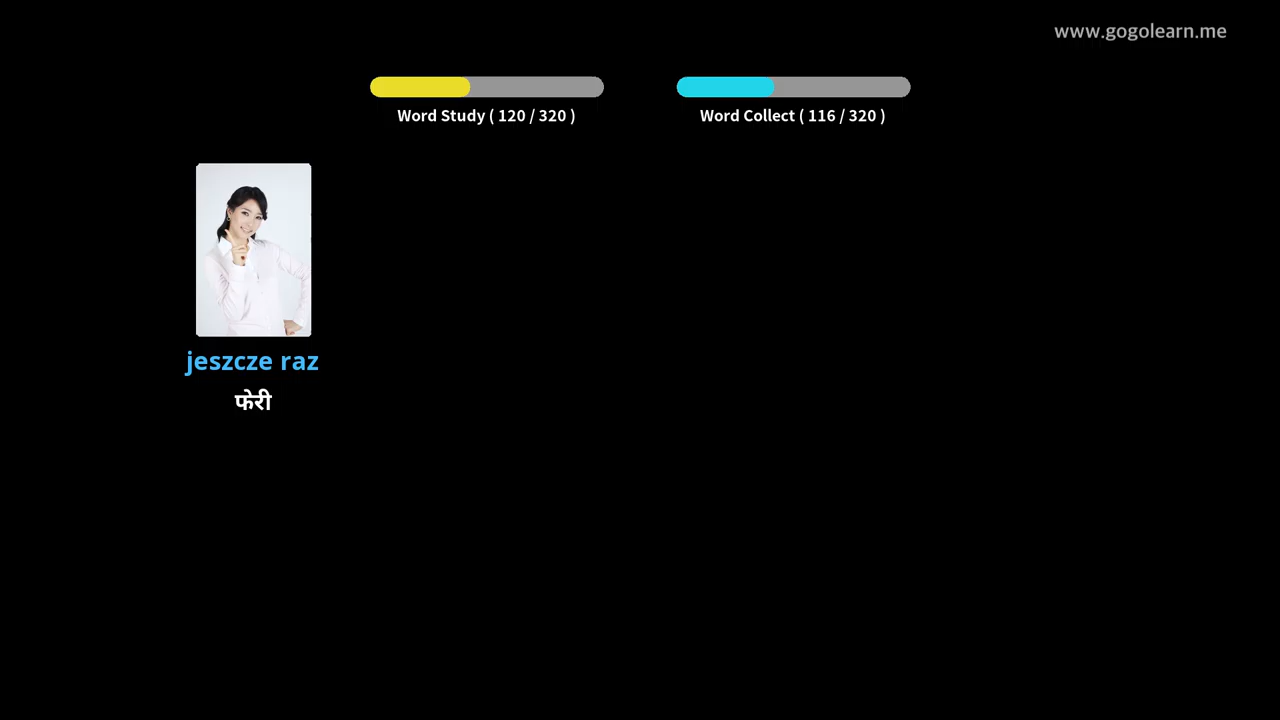 www.gogolearn.me
Word Study ( 120 / 320 )
Word Collect ( 116 / 320 )
jeszcze raz
फेरी